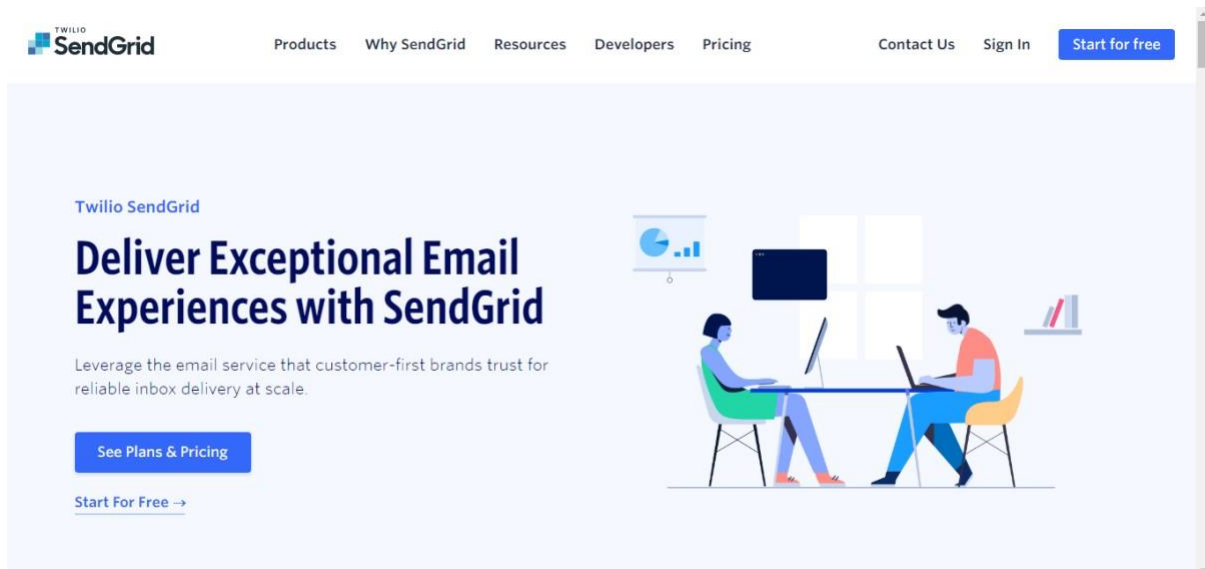 TWILIO
SendGrid
Products Why SendGrid Resources Developers Pricing Contact Us Sign In Start for free
Twilio SendGrid
Deliver Exceptional Email
Experiences with SendGrid
Leverage the email service that customer-first brands trust for
reliable inbox delivery at scale.
See Plans & Pricing
Start For Free →